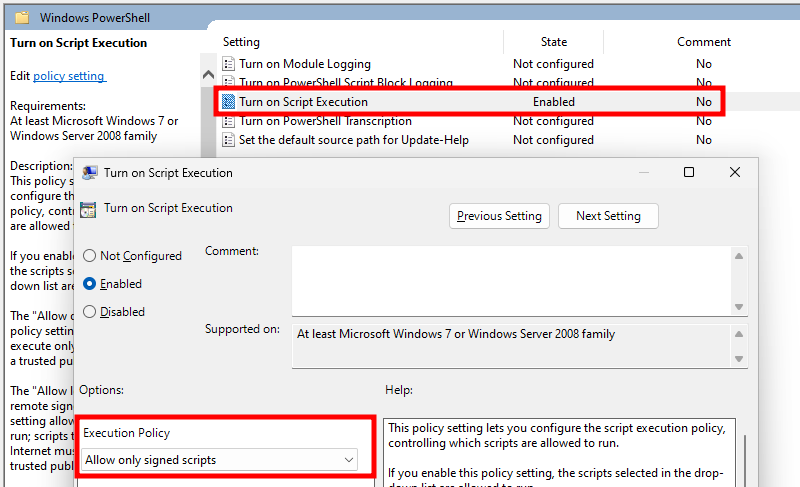 Windows PowerShell
Turn on Script Execution
Edit policy setting
Requirements:
At least Microsoft Windows 7 or
Windows Server 2008 family
Description:
This policy s
configure the
policy, cont
are allowed
If you enabl
the scripts s
down list are
The "Allow
policy settin
execute only
a trusted pu
The "Allow l
remote sign
setting allow
run; scripts
Internet mus
trusted publ
Setting State Comment
Turn on Module Logging Not configured No
Turn on PowerShell Script Block Logging Not configured No
Turn on Script Execution Enabled No
Turn on PowerShell Transcription Not configured No
Set the default source path for Update-Help Not configured No
Turn on Script Execution
Turn on Script Execution
Previous Setting Next Setting
Not Configured
Enabled
Disabled
Comment:
Supported on:
At least Microsoft Windows 7 or Windows Server 2008 family
Options:
Execution Policy
Allow only signed scripts
Help:
This policy setting lets you configure the script execution policy,
controlling which scripts are allowed to run.
If you enable this policy setting, the scripts selected in the drop-
down list are allowed to run.